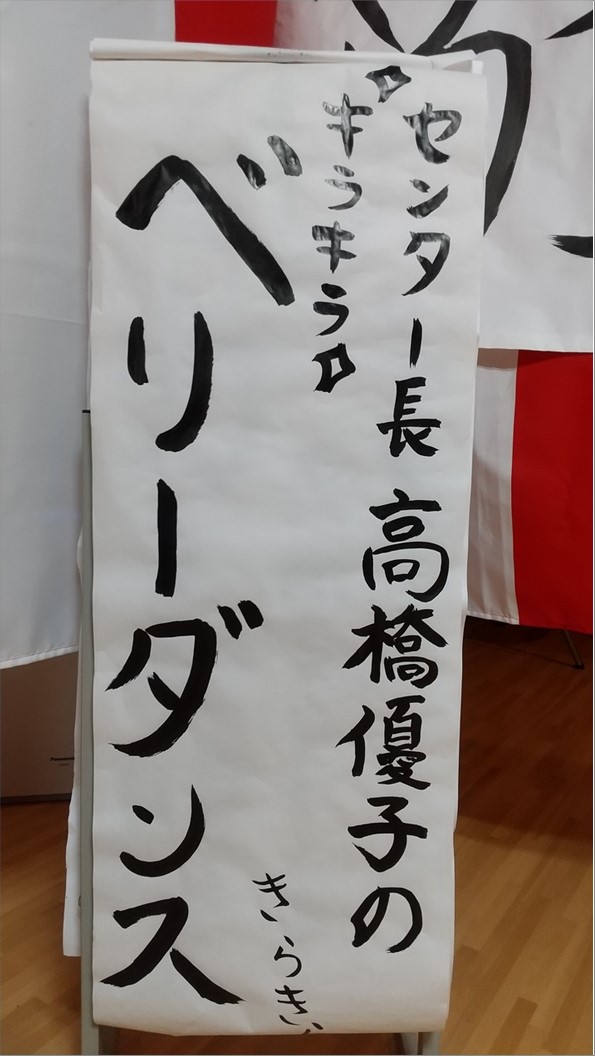 センター長 高橋優子の
キラキラ
ベリーダンス
きらきい